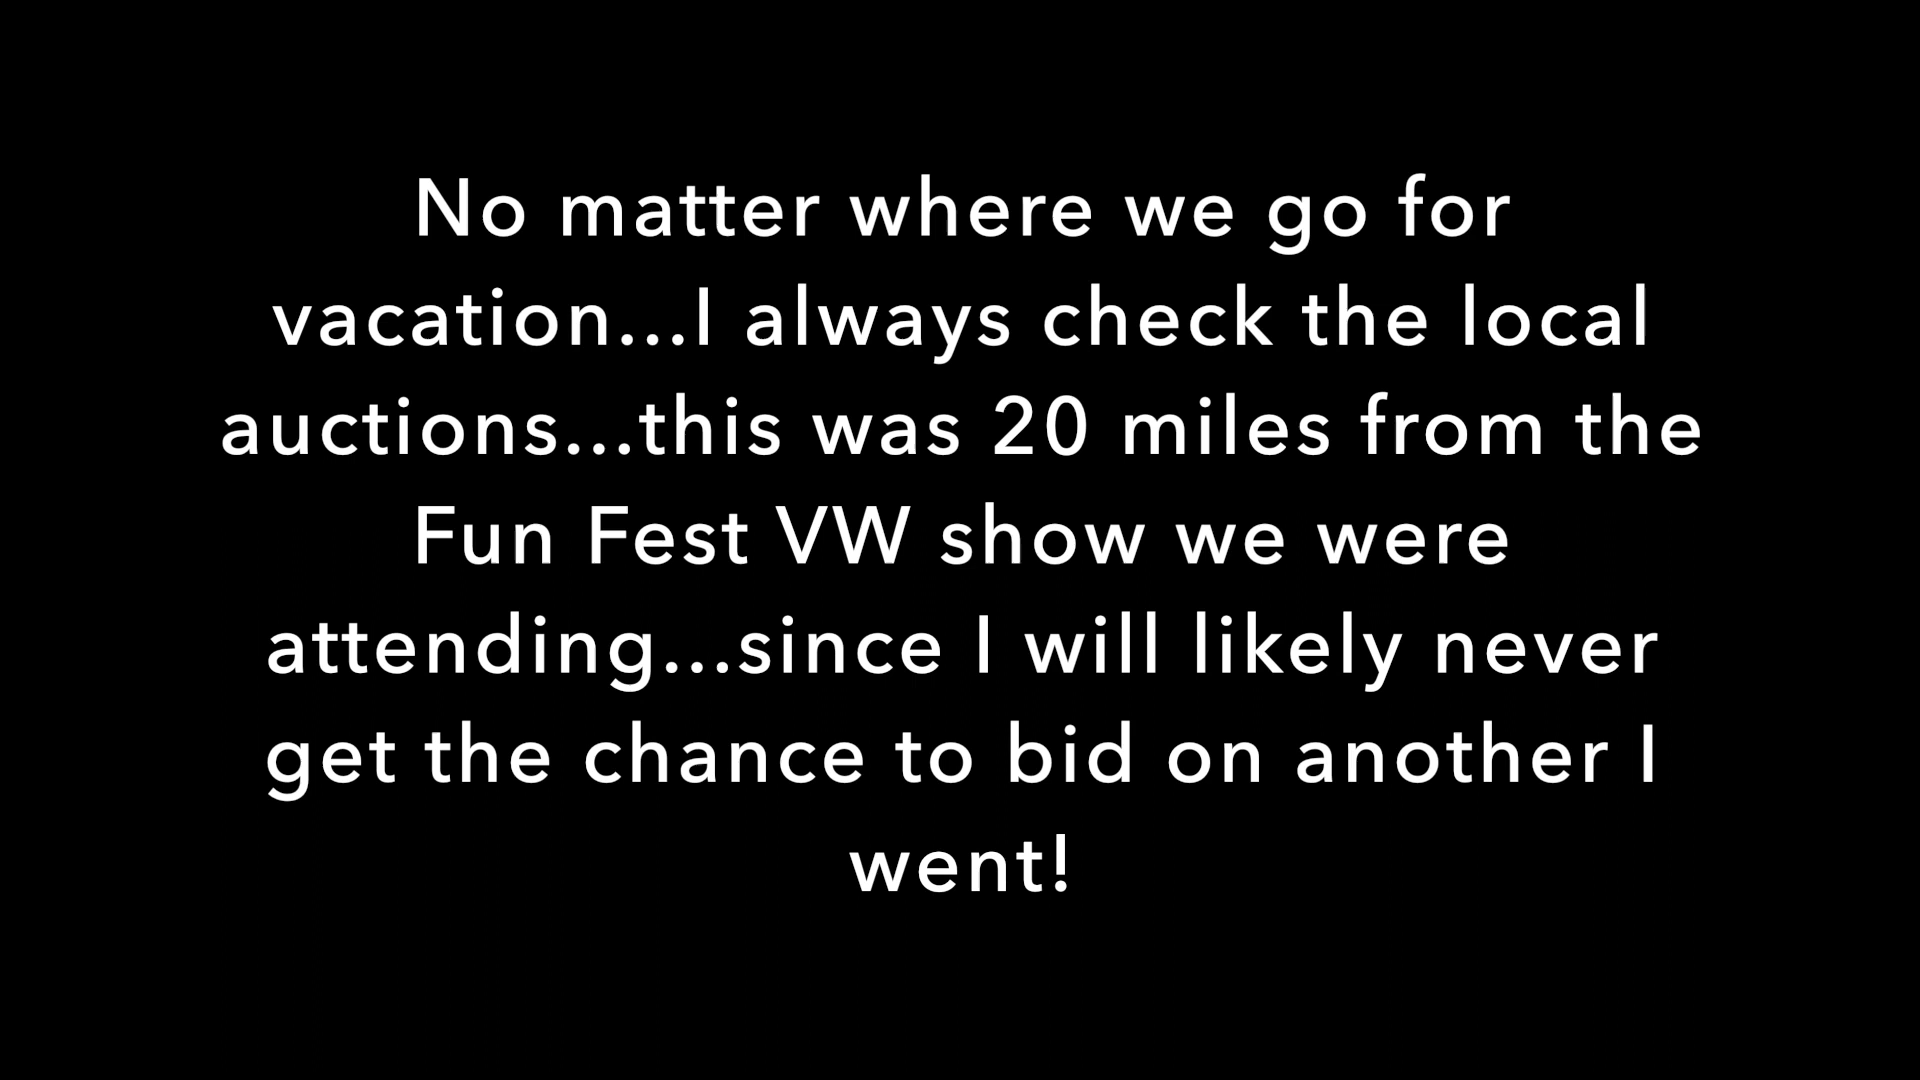 No matter where we go for
vacation...I always check the local
auctions...this was 20 miles from the
Fun Fest VW show we were
attending...since I will likely never
get the chance to bid on another I
went!